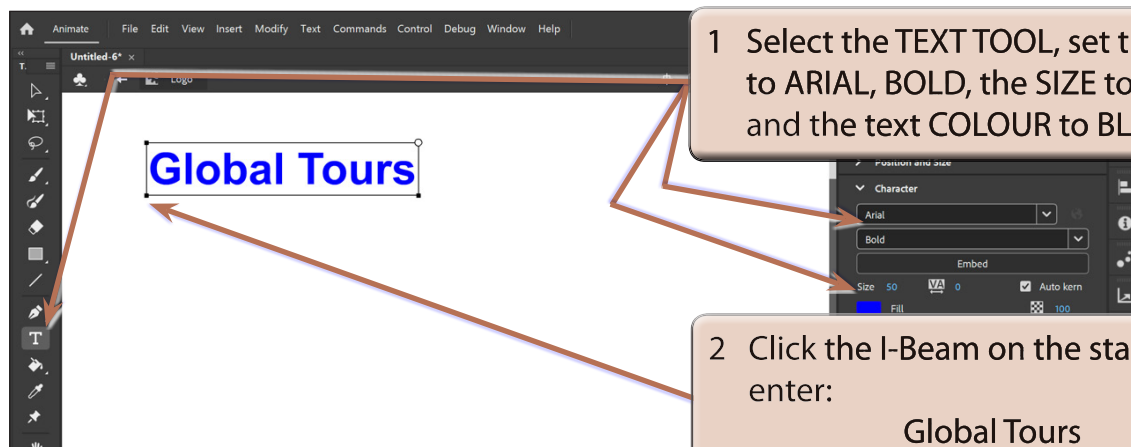 Animate File Edit View Insert Modify Text Commands Control Debug Window Help
Untitled-6* ×
T.
Logo
Global Tours
1 Select the TEXT TOOL, set t
to ARIAL, BOLD, the SIZE to
and the text COLOUR to BL
Position and Size
Character
Arial
Bold
Embed
Size 50 VA 0 Auto kern
Fill 100
T
2 Click the I-Beam on the sta
enter:
Global Tours